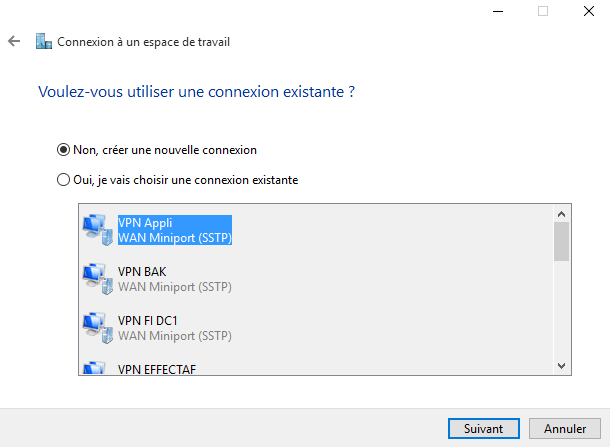 Connexion à un espace de travail
Voulez-vous utiliser une connexion existante ?
Non, créer une nouvelle connexion
Oui, je vais choisir une connexion existante
VPN Appli
WAN Miniport (SSTP)
VPN BAK
WAN Miniport (SSTP)
VPN FI DC1
WAN Miniport (SSTP)
VPN EFFECTAF
Suivant
Annuler